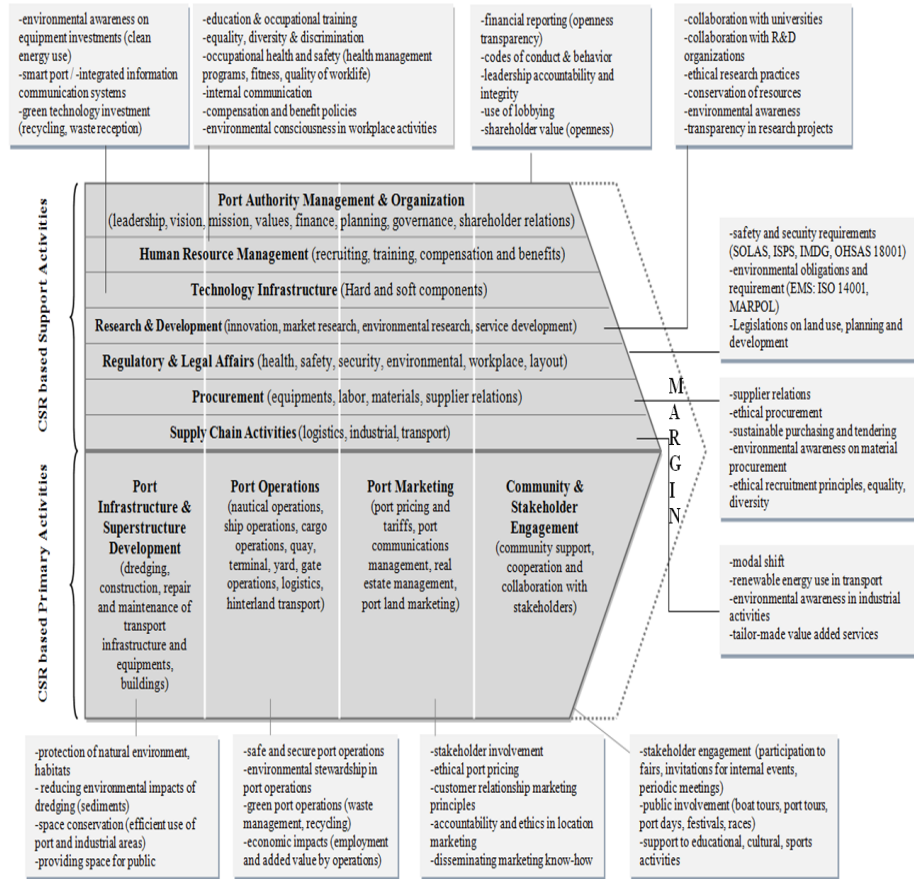 -environmental awareness on
equipment investments (clean
energy use)
-smart port / -integrated information
communication systems
-green technology investment
(recycling, waste reception)
-education & occupational training
-equality, diversity & discrimination
-occupational health and safety (health management
programs, fitness, quality of worklife)
-internal communication
-compensation and benefit policies
-environmental consciousness in workplace activities
-financial reporting (openness
transparency)
-codes of conduct & behavior
-leadership accountability and
integrity
-use of lobbying
-shareholder value (openness)
-collaboration with universities
-collaboration with R&D
organizations
-ethical research practices
-conservation of resources
-environmental awareness
-transparency in research projects
CSR based Support Activities
Port Authority Management & Organization
(leadership, vision, mission, values, finance, planning, governance, shareholder relations)
Human Resource Management (recruiting, training, compensation and benefits)
Technology Infrastructure (Hard and soft components)
Research & Development (innovation, market research, environmental research, service development)
Regulatory & Legal Affairs (health, safety, security, environmental, workplace, layout)
Procurement (equipments, labor, materials, supplier relations)
Supply Chain Activities (logistics, industrial, transport)
MARGIN
-safety and security requirements
(SOLAS, ISPS, IMDG, OHSAS 18001)
-environmental obligations and
requirement (EMS: ISO 14001,
MARPOL)
-Legislations on land use, planning and
development
-supplier relations
-ethical procurement
-sustainable purchasing and tendering
-environmental awareness on material
procurement
-ethical recruitment principles, equality,
diversity
-modal shift
-renewable energy use in transport
-environmental awareness in industrial
activities
-tailor-made value added services
CSR based Primary Activities
Port
Infrastructure &
Superstructure
Development
(dredging,
construction, repair
and maintenance of
transport
infrastructure and
equipments,
buildings)
Port Operations
(nautical operations,
ship operations, cargo
operations, quay,
terminal, yard, gate
operations, logistics,
hinterland transport)
Port Marketing
(port pricing and
tariffs, port
communications
management, real
estate management,
port land marketing)
Community &
Stakeholder
Engagement
(community support,
cooperation and
collaboration with
stakeholders)
-protection of natural environment,
habitats
- reducing environmental impacts of
dredging (sediments)
-space conservation (efficient use of
port and industrial areas)
-providing space for public
-safe and secure port operations
-environmental stewardship in
port operations
-green port operations (waste
management, recycling)
-economic impacts (employment
and added value by operations)
-stakeholder involvement
-ethical port pricing
-customer relationship marketing
principles
-accountability and ethics in location
marketing
-disseminating marketing know-how
-stakeholder engagement (participation to
fairs, invitations for internal events,
periodic meetings)
-public involvement (boat tours, port tours,
port days, festivals, races)
-support to educational, cultural, sports
activities